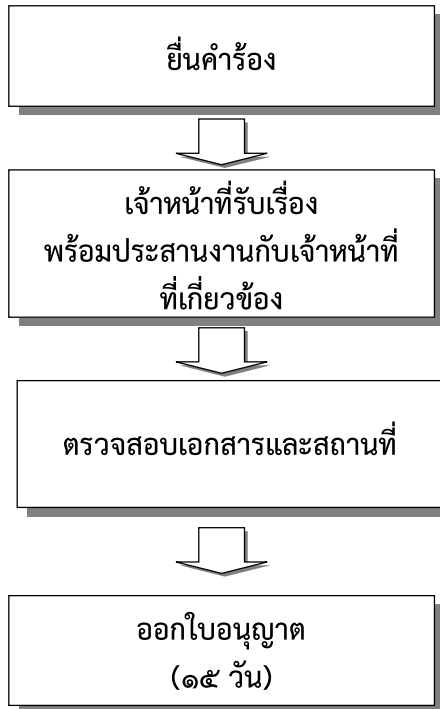 ยื่นคำร้อง
เจ้าหน้าที่รับเรื่อง
พร้อมประสานงานกับเจ้าหน้าที่
ที่เกี่ยวข้อง
ตรวจสอบเอกสารและสถานที่
ออกใบอนุญาต
(๑๕ วัน)